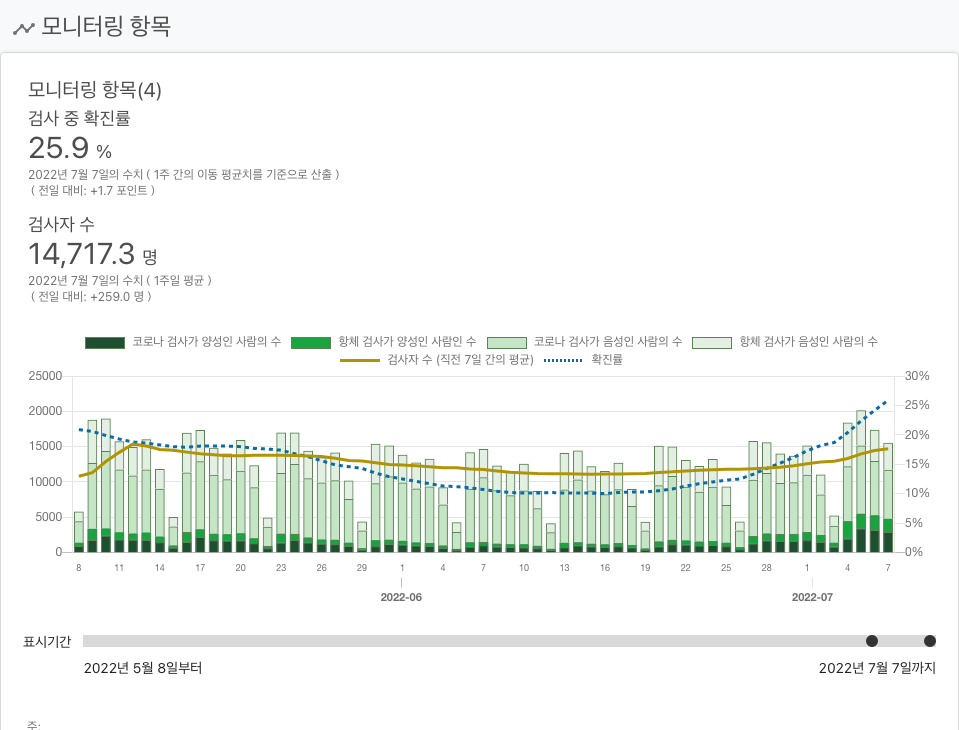 모니터링 항목
모니터링 항목(4)
검사 중 확진률
25.9 %
2022년 7월 7일의 수치 ( 1주 간의 이동 평균치를 기준으로 산출 )
( 전일 대비: +1.7 포인트 )
검사자 수
14,717.3 명
2022년 7월 7일의 수치 ( 1주일 평균 )
( 전일 대비: +259.0 명 )
코로나 검사가 양성인 사람의 수 항체 검사가 양성인 사람인 수 코로나 검사가 음성인 사람의 수 항체 검사가 음성인 사람의 수
검사자 수 (직전 7일 간의 평균) 확진률
25000 30%
20000 25%
15000 20%
10000 15%
5000 10%
0 5%
0%
8 11 14 17 20 23 26 29 1 4 7 10 13 16 19 22 25 28 1 4 7
2022-06 2022-07
표시기간
2022년 5월 8일부터 2022년 7월 7일까지
주: